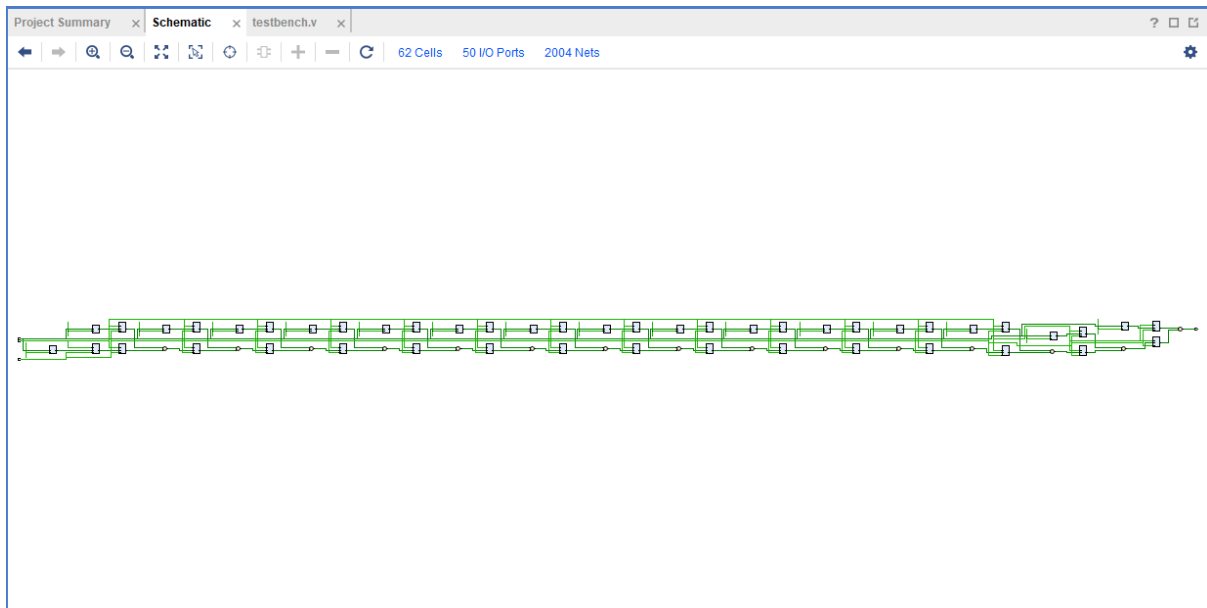 Project Summary × Schematic × testbench.v × ?
62 Cells 50 I/O Ports 2004 Nets